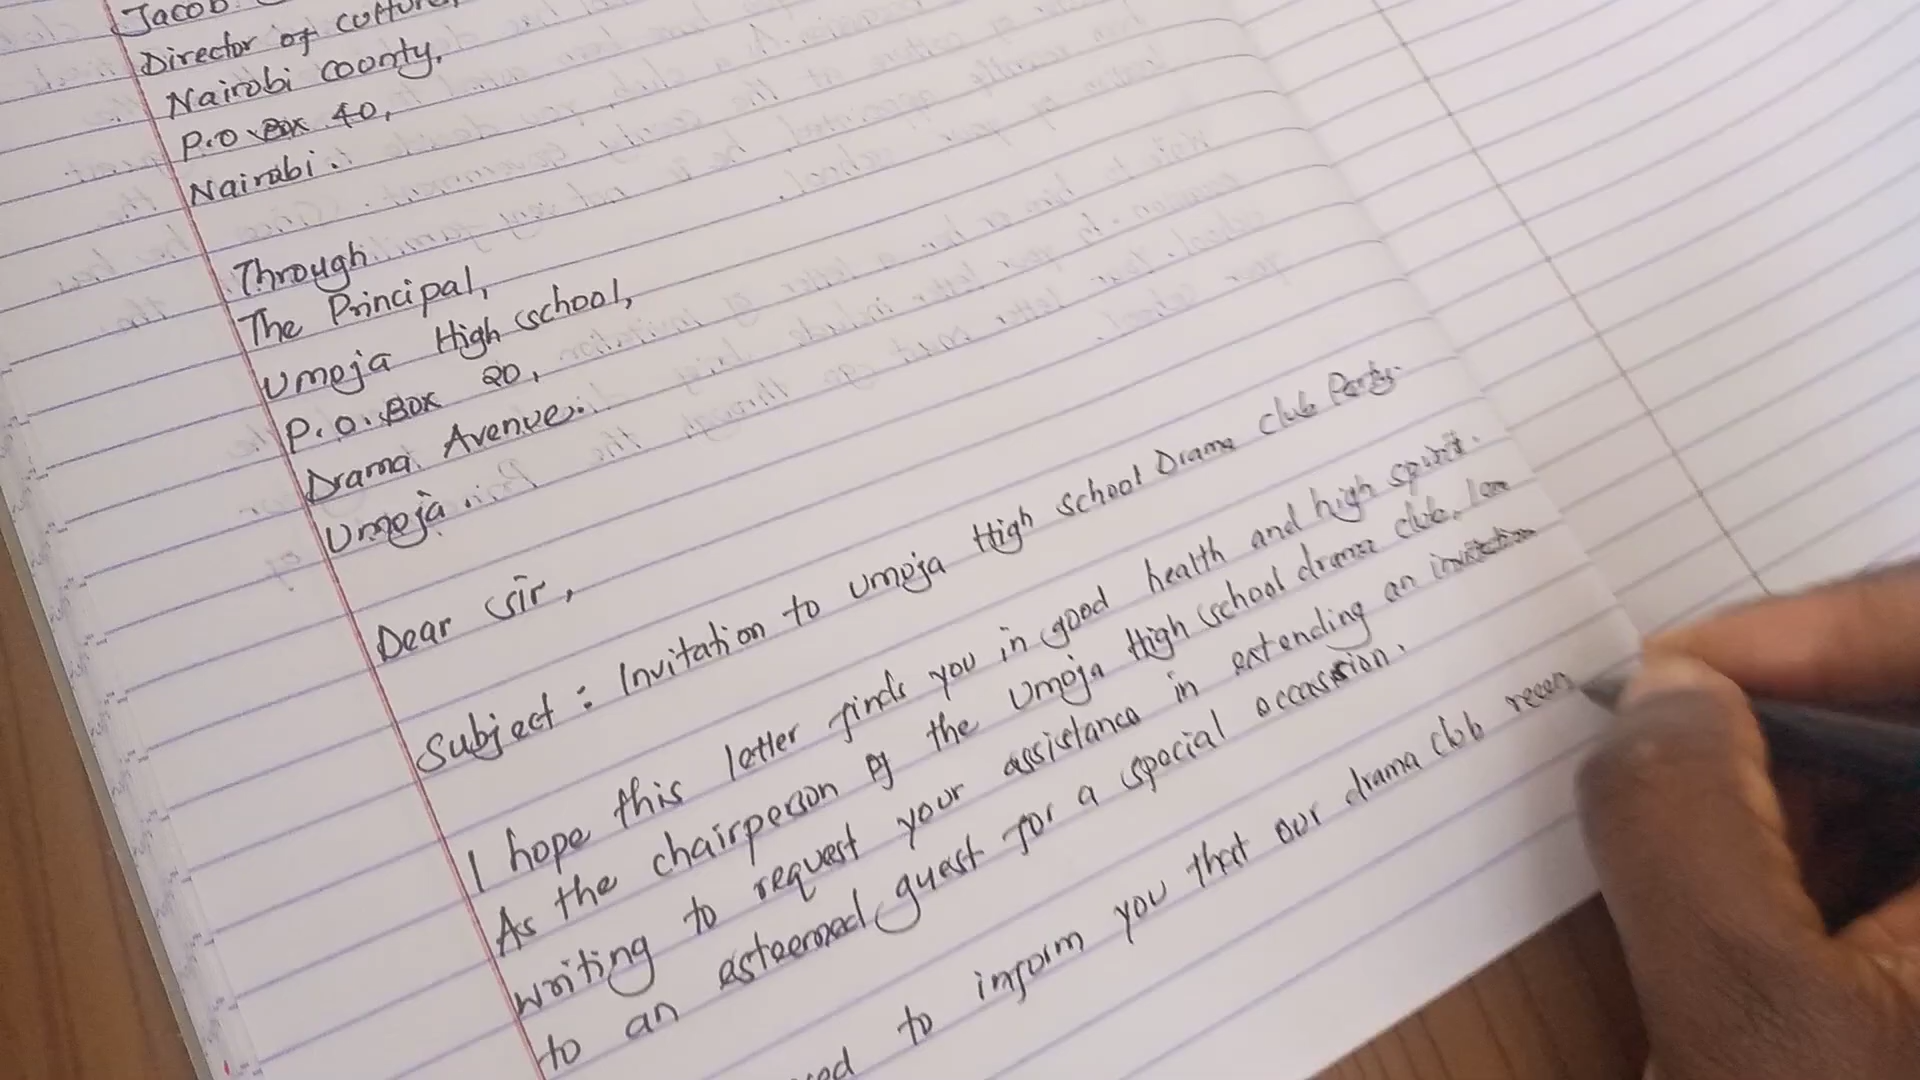 Jacob
Director of culture,
Nairobi county,
P.O Box 40,
Nairobi.
Through
The Principal,
Umoja High school,
P.O. Box 20,
Drama Avenue.
Umoja.
Dear sir,
Subject: Invitation to Umoja High school Drama club Party.
I hope this letter finds you in good health and high spirit.
As the chairperson of the Umoja High school drama club, I am
writing to request your assistance in extending an invitation
to an esteemed guest for a special occassion.
to inform you that our drama club recen